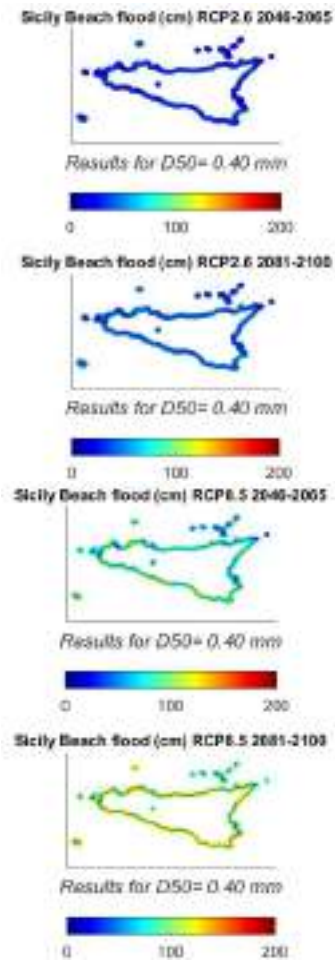 Sicily Beach flood (cm) RCP2.6 2046-2065
Results for D50= 0.40 mm
0 100 200
Sicily Beach flood (cm) RCP2.6 2081-2100
Results for D50= 0.40 mm
0 100 200
Sicily Beach flood (cm) RCP8.5 2046-2065
Results for D50= 0.40 mm
0 100 200
Sicily Beach flood (cm) RCP8.5 2081-2100
Results for D50= 0.40 mm
0 100 200